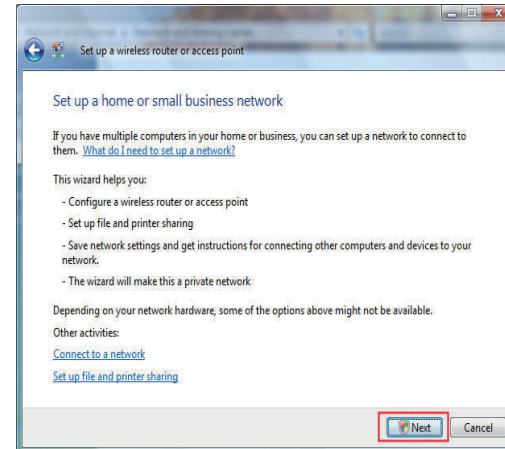 Set up a wireless router or access point
Set up a home or small business network
If you have multiple computers in your home or business, you can set up a network to connect to
them. What do I need to set up a network?
This wizard helps you:
- Configure a wireless router or access point
- Set up file and printer sharing
- Save network settings and get instructions for connecting other computers and devices to your
network.
- The wizard will make this a private network
Depending on your network hardware, some of the options above might not be available.
Other activities:
Connect to a network
Set up file and printer sharing
Next Cancel